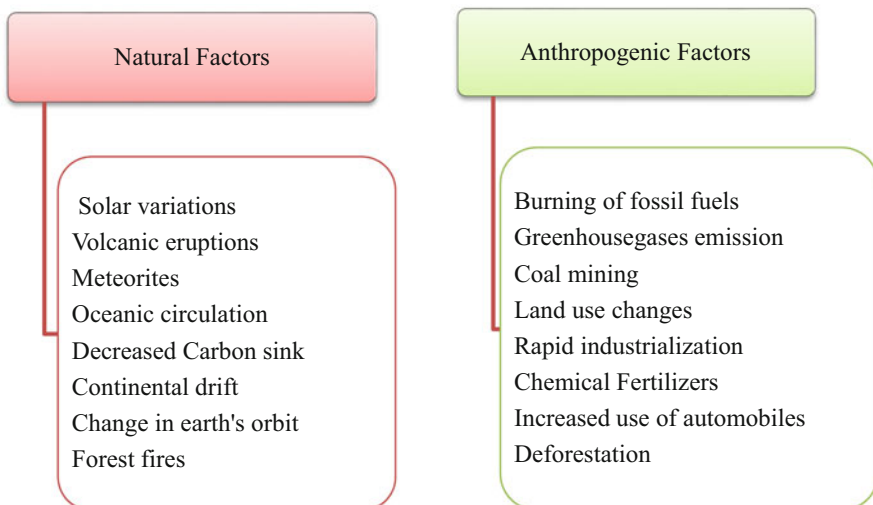 Natural Factors
Solar variations
Volcanic eruptions
Meteorites
Oceanic circulation
Decreased Carbon sink
Continental drift
Change in earth's orbit
Forest fires
Anthropogenic Factors
Burning of fossil fuels
Greenhousegases emission
Coal mining
Land use changes
Rapid industrialization
Chemical Fertilizers
Increased use of automobiles
Deforestation